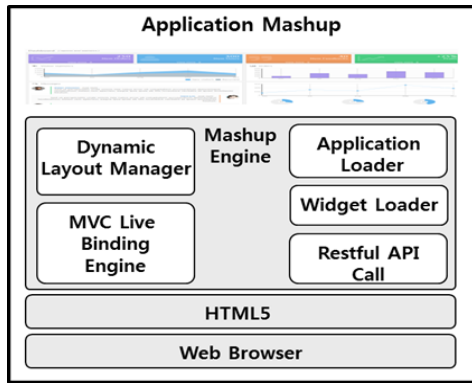 Application Mashup
Dynamic
Layout Manager
Mashup
Engine
Application
Loader
MVC Live
Binding
Engine
Widget Loader
Restful API
Call
HTML5
Web Browser